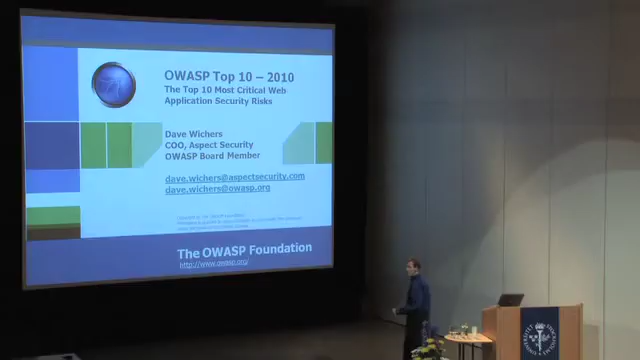 OWASP Top 10 – 2010
The Top 10 Most Critical Web
Application Security Risks
Dave Wichers
COO, Aspect Security
OWASP Board Member
dave.wichers@aspectsecurity.com
dave.wichers@owasp.org
The OWASP Foundation
http://www.owasp.org/